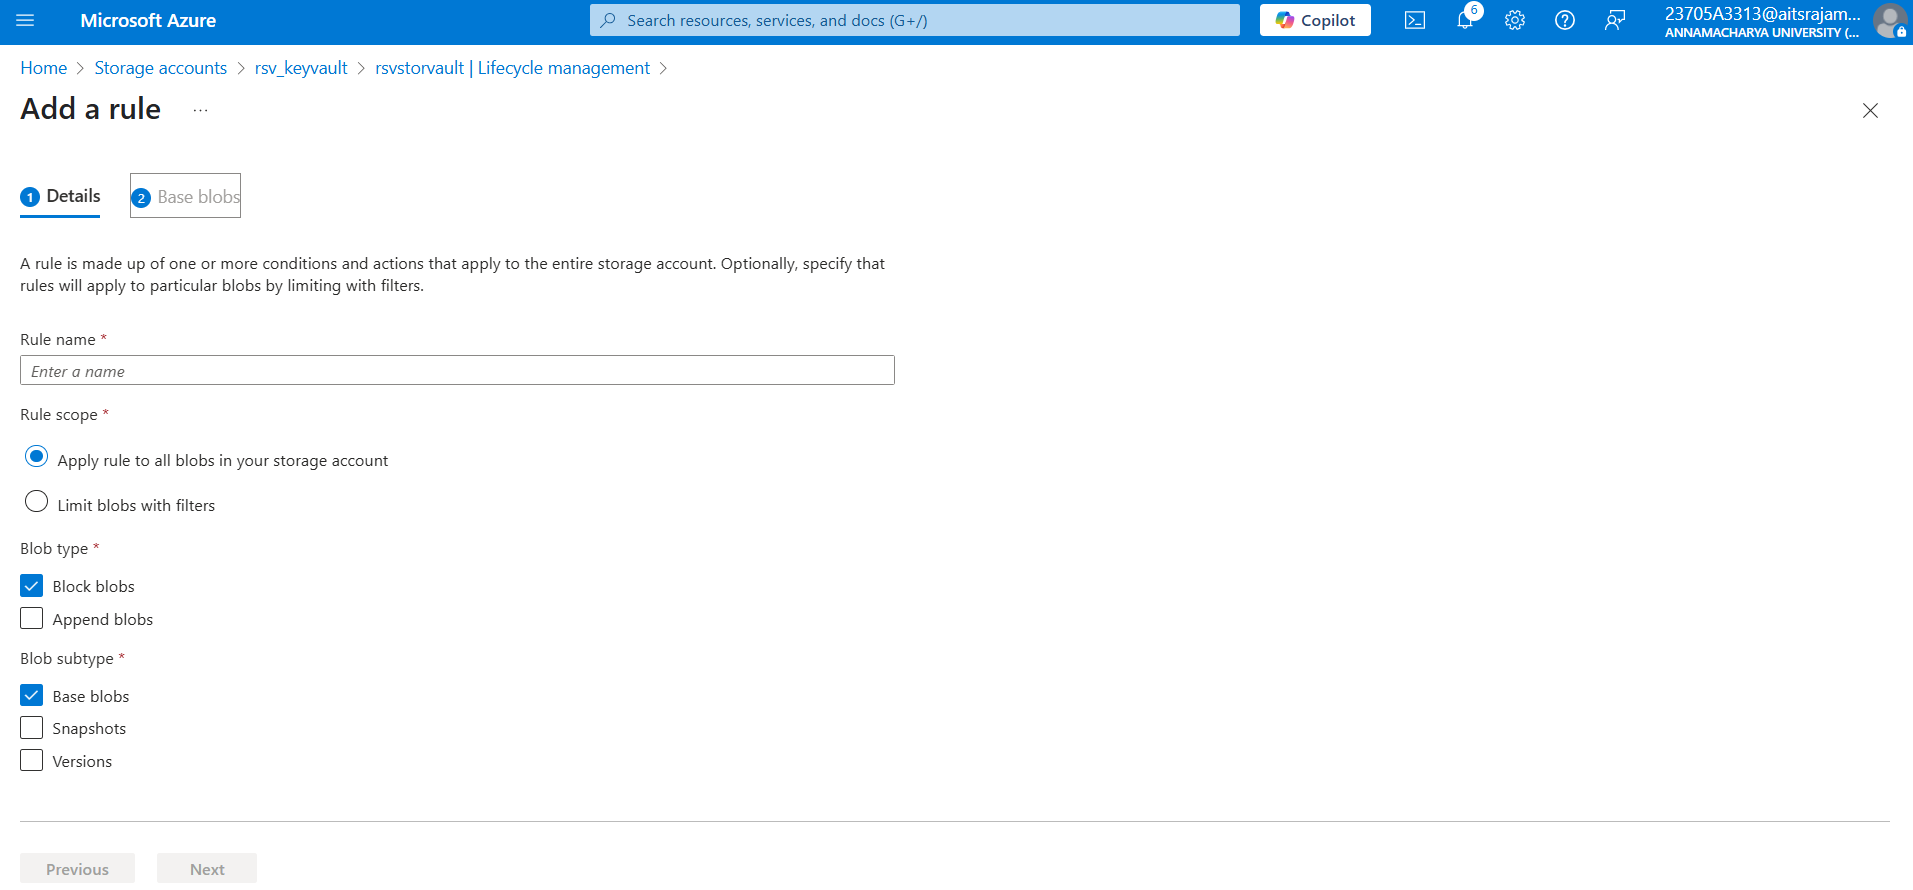 Microsoft Azure
Search resources, services, and docs (G+/)
Copilot
6
23705A3313@aitsrajam...
ANNAMACHARYA UNIVERSITY (...
Home > Storage accounts > rsv_keyvault > rsvstorvault | Lifecycle management >
Add a rule ...
1 Details
2 Base blobs
A rule is made up of one or more conditions and actions that apply to the entire storage account. Optionally, specify that
rules will apply to particular blobs by limiting with filters.
Rule name *
Enter a name
Rule scope *
Apply rule to all blobs in your storage account
Limit blobs with filters
Blob type *
Block blobs
Append blobs
Blob subtype *
Base blobs
Snapshots
Versions
Previous
Next